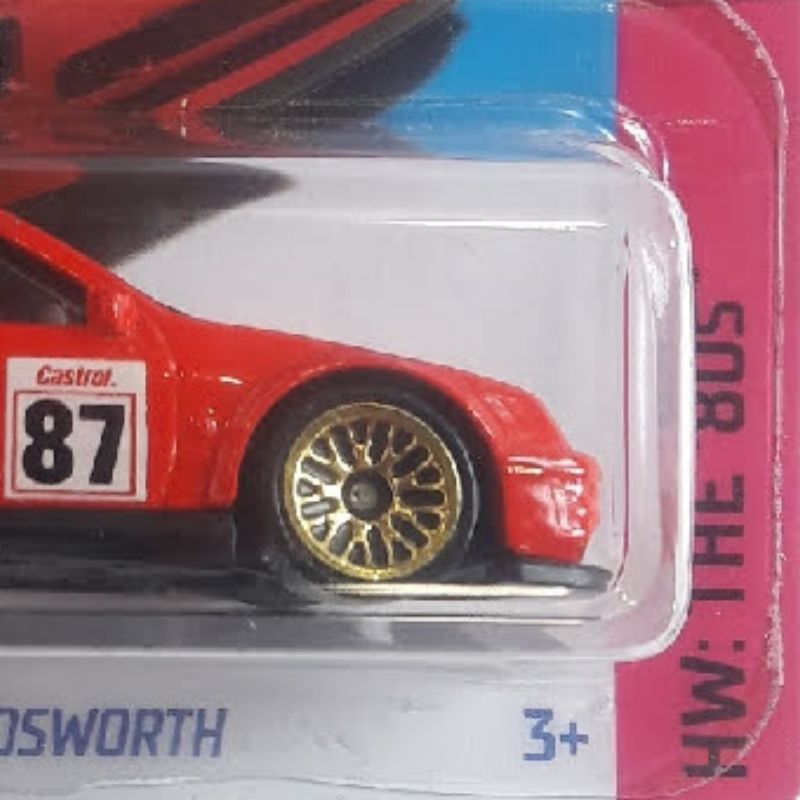 Castrol.
87
OSWORTH
3+
HW: THE '80S